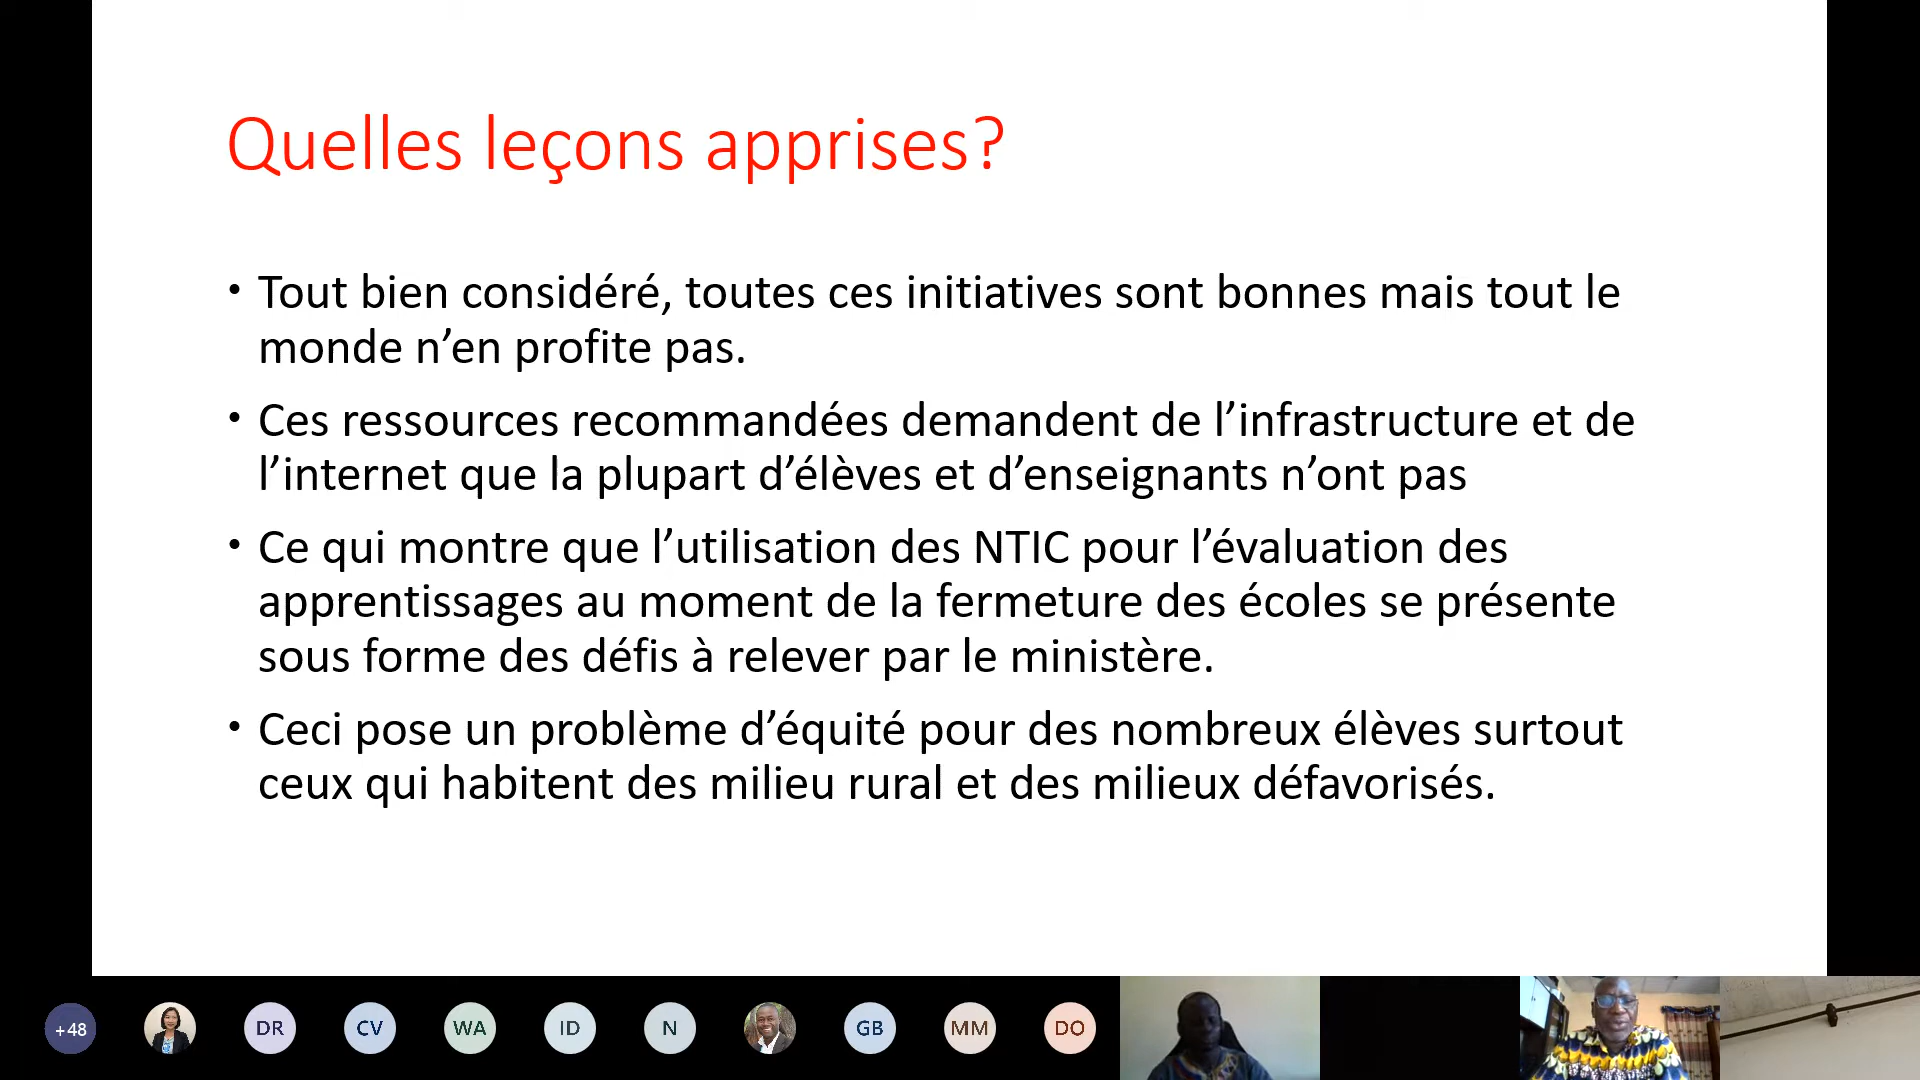 Quelles leçons apprises?
• Tout bien considéré, toutes ces initiatives sont bonnes mais tout le
monde n’en profite pas.
• Ces ressources recommandées demandent de l’infrastructure et de
l’internet que la plupart d’élèves et d’enseignants n’ont pas
• Ce qui montre que l’utilisation des NTIC pour l’évaluation des
apprentissages au moment de la fermeture des écoles se présente
sous forme des défis à relever par le ministère.
• Ceci pose un problème d’équité pour des nombreux élèves surtout
ceux qui habitent des milieu rural et des milieux défavorisés.
+48 DR CV WA ID N GB MM DO